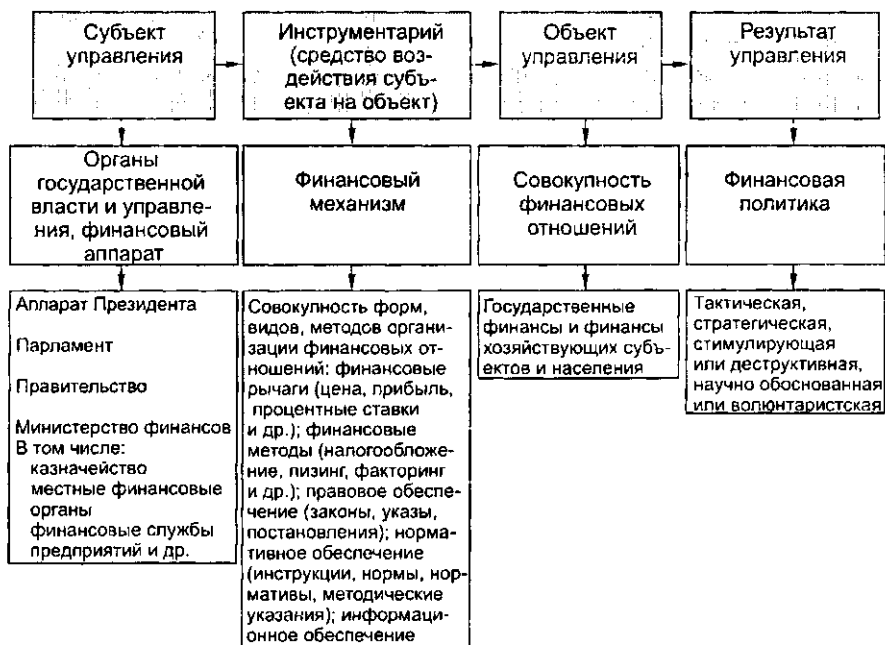 Субъект
управления
Инструментарий
(средство воз-
действия субъ-
екта на объект)
Объект
управления
Результат
управления
Органы
государственной
власти и управле-
ния, финансовый
аппарат
Финансовый
механизм
Совокупность
финансовых
отношений
Финансовая
политика
Аппарат Президента
Парламент
Правительство
Министерство финансов
В том числе:
казначейство
местные финансовые
органы
финансовые службы
предприятий и др.
Совокупность форм,
видов, методов органи-
зации финансовых от-
ношений: финансовые
рычаги (цена, прибыль,
процентные ставки
и др.); финансовые
методы (налогообложе-
ние, лизинг, факторинг
и др.); правовое обеспе-
чение (законы, указы,
постановления); норм-
ативное обеспечение
(инструкции, нормы, нор-
мативы, методические
указания); информаци-
онное обеспечение
Государственные
финансы и финансы
хозяйствующих субъ-
ектов и населения
Тактическая,
стратегическая,
стимулирующая
или деструктивная,
научно обоснованная
или волюнтаристская